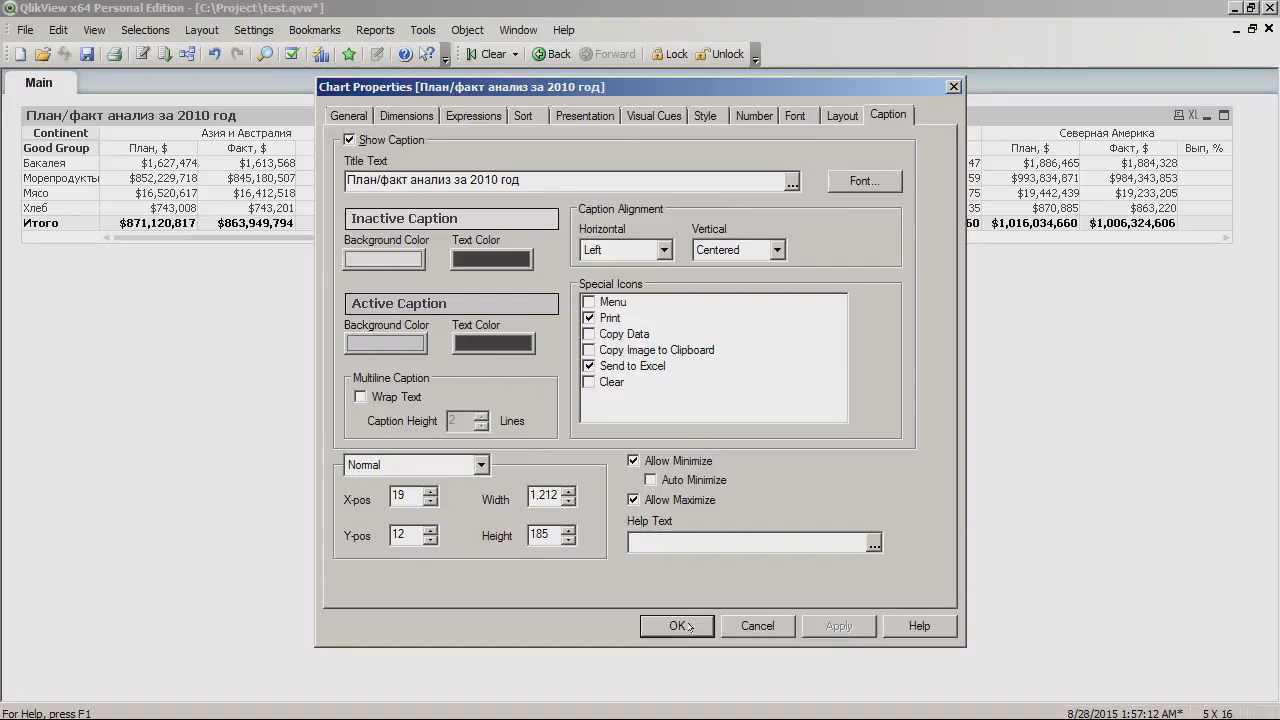 QlikView x64 Personal Edition - [C:\Project\test.qvw*]
File Edit View Selections Layout Settings Bookmarks Reports Tools Object Window Help
Clear Back Forward Lock Unlock
Main
Chart Properties [План/факт анализ за 2010 год]
General Dimensions Expressions Sort Presentation Visual Cues Style Number Font Layout Caption
План/факт анализ за 2010 год XL
Continent Азия и Австралия Северная Америка
Good Group План, $ Факт, $ План, $ Факт, $ Вып, %
Бакалея $1,627,474 $1,613,568 47 $1,886,465 $1,884,328
Морепродукты $852,229,718 $845,180,507 $993,834,871 $984,343,853
Мясо $16,520,617 $16,412,518 75 $19,442,439 $19,233,205
Хлеб $743,008 $743,201 35 $870,885 $863,220
Итого $871,120,817 $863,949,794 60 $1,016,034,660 $1,006,324,606
Show Caption
Title Text
План/факт анализ за 2010 год ... Font...
Inactive Caption
Background Color Text Color
Active Caption
Background Color Text Color
Multiline Caption
Wrap Text
Caption Height 2 Lines
Caption Alignment
Horizontal Vertical
Left Centered
Special Icons
Menu
Print
Copy Data
Copy Image to Clipboard
Send to Excel
Clear
Normal
X-pos 19 Width 1,212
Y-pos 12 Height 185
Allow Minimize
Auto Minimize
Allow Maximize
Help Text
...
OK Cancel Apply Help
For Help, press F1 8/28/2015 1:57:12 AM* 5 X 16